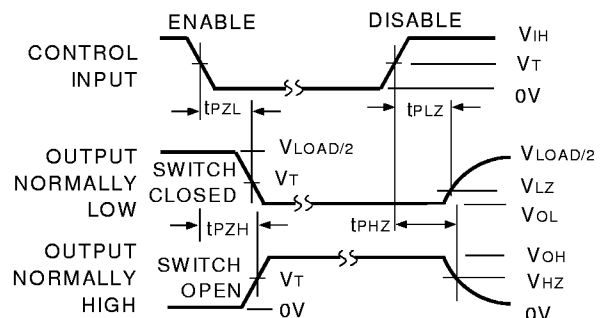 ENABLE
DISABLE
CONTROL
INPUT
VIH
VT
0V
tPZL
tPLZ
OUTPUT
NORMALLY
LOW
SWITCH
CLOSED
VLOAD/2
VT
VLOAD/2
VLZ
VOL
tPZH
tPHZ
OUTPUT
NORMALLY
HIGH
SWITCH
OPEN
VT
0V
VOH
VHZ
0V